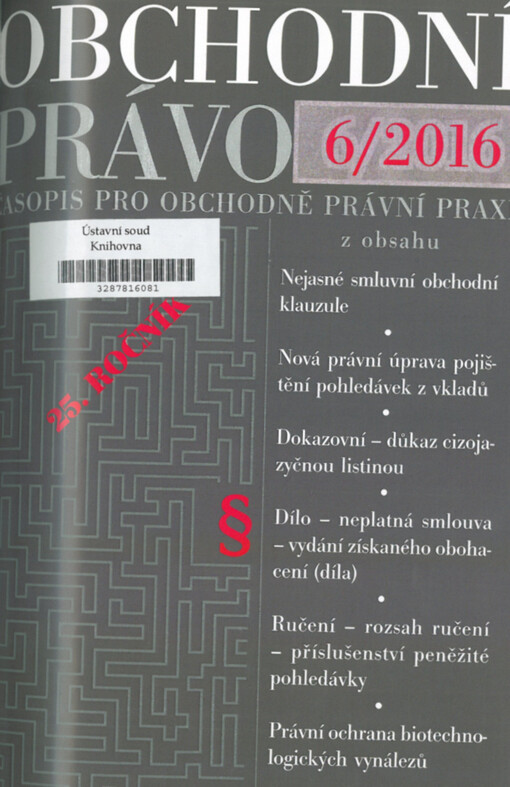 OBCHODNÍ
PRÁVO
6/2016
ČASOPIS PRO OBCHODNĚ PRÁVNÍ PRAXI
Ústavní soud
Knihovna
3287816081
25. ROČNÍK
§
z obsahu
Nejasné smluvní obchodní
klauzule
•
Nová právní úprava pojiš-
tění pohledávek z vkladů
•
Dokazovní – důkaz cizoja-
zyčnou listinou
•
Dílo – neplatná smlouva
– vydání získaného oboha-
cení (díla)
•
Ručení – rozsah ručení
– příslušenství peněžité
pohledávky
•
Právní ochrana biotechno-
logických vynálezů